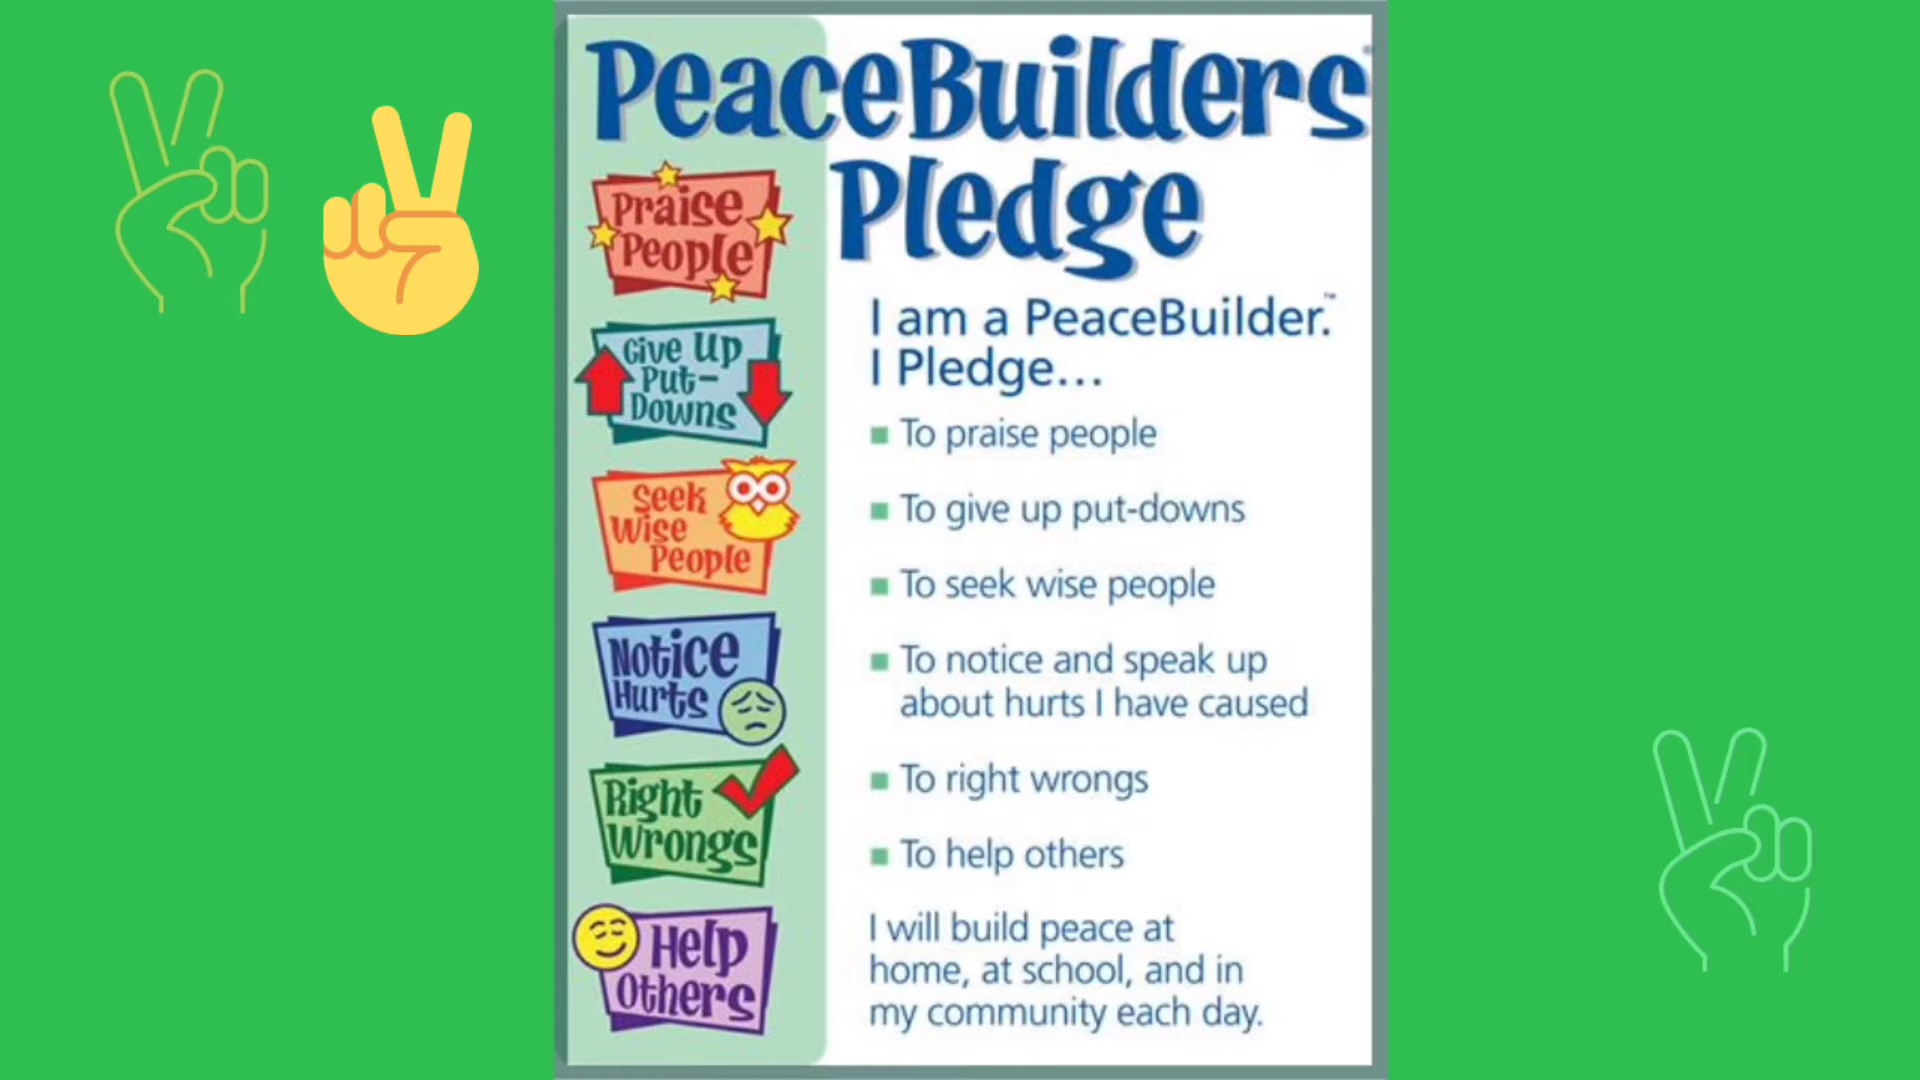 PeaceBuilders®
Pledge
Praise
People
Give Up
Put-
Downs
Seek
Wise
People
Notice
Hurts
Right
Wrongs
Help
Others
I am a PeaceBuilder.™
I Pledge...
To praise people
To give up put-downs
To seek wise people
To notice and speak up
about hurts I have caused
To right wrongs
To help others
I will build peace at
home, at school, and in
my community each day.